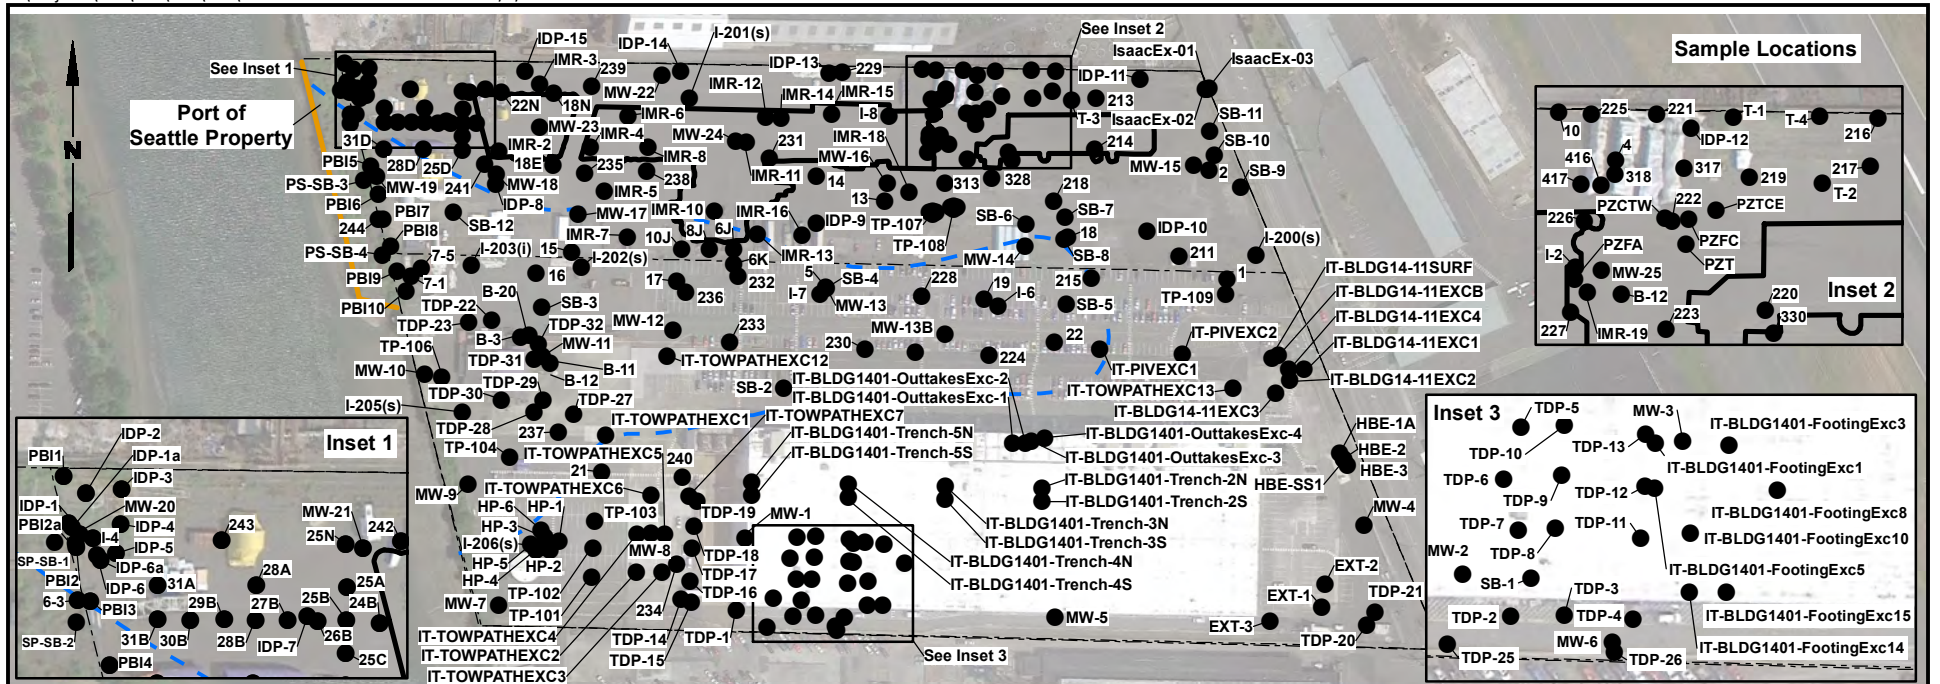 Sample Locations
N
See Inset 1
Port of
Seattle Property
IDP-15
IMR-3
239
IDP-14
I-201(s)
MW-22
IMR-12
IDP-13
229
IMR-14
IMR-15
See Inset 2
IsaacEx-01
IsaacEx-03
IDP-11
213
T-3
IsaacEx-02
SB-11
SB-10
214
MW-15
2
SB-9
22N
18N
IMR-6
MW-23
IMR-4
MW-24
231
IMR-18
I-8
31D
28D
25D
IMR-2
18E
235
IMR-8
238
IMR-11
MW-16
14
13
313
328
218
PBI5
PS-SB-3
MW-19
241
MW-18
IDP-8
IMR-5
PBI6
PBI7
244
PBI8
SB-12
MW-17
IMR-10
IMR-16
IDP-9
TP-107
TP-108
SB-6
SB-7
18
IDP-10
PS-SB-4
7-5
I-203(i)
15
IMR-7
10J
8J
6J
IMR-13
MW-14
SB-8
211
I-200(s)
PBI9
7-1
16
I-202(s)
17
6K
232
5
SB-4
228
19
I-6
215
1
TP-109
PBI10
TDP-22
B-20
SB-3
236
I-7
MW-13
SB-5
IT-BLDG14-11SURF
IT-BLDG14-11EXCB
IT-BLDG14-11EXC4
IT-BLDG14-11EXC1
IT-BLDG14-11EXC2
TDP-23
TDP-32
MW-12
233
MW-13B
22
IT-PIVEXC2
TP-106
B-3
MW-11
230
224
TDP-31
B-11
IT-TOWPATHEXC12
IT-PIVEXC1
MW-10
B-12
SB-2
IT-BLDG1401-OuttakesExc-2
IT-TOWPATHEXC13
TDP-30
TDP-29
IT-BLDG1401-OuttakesExc-1
IT-BLDG14-11EXC3
I-205(s)
TDP-27
IT-TOWPATHEXC1
IT-TOWPATHEXC7
TDP-28
237
IT-BLDG1401-Trench-5N
IT-BLDG1401-OuttakesExc-4
HBE-1A
TP-104
IT-TOWPATHEXC5
IT-BLDG1401-Trench-5S
IT-BLDG1401-OuttakesExc-3
HBE-2
21
240
IT-BLDG1401-Trench-2N
HBE-3
MW-9
IT-TOWPATHEXC6
HBE-SS1
IT-BLDG1401-Trench-2S
HP-6
HP-1
TP-103
TDP-19
MW-1
IT-BLDG1401-Trench-3N
MW-4
HP-3
I-206(s)
MW-8
TDP-18
IT-BLDG1401-Trench-3S
HP-5
HP-2
IT-BLDG1401-Trench-4N
EXT-2
HP-4
TP-102
TDP-17
IT-BLDG1401-Trench-4S
MW-7
TP-101
234
TDP-16
EXT-1
TDP-21
IT-TOWPATHEXC4
TDP-14
TDP-1
MW-5
EXT-3
TDP-20
IT-TOWPATHEXC2
TDP-15
See Inset 3
IT-TOWPATHEXC3
Inset 1
IDP-2
PBI1
IDP-1a
IDP-3
IDP-1
MW-20
PBI2a
IDP-4
243
MW-21
242
I-4
25N
IDP-5
SP-SB-1
IDP-6a
PBI2
IDP-6
31A
28A
25A
6-3
PBI3
29B
27B
25B
24B
SP-SB-2
31B
30B
28B
IDP-7
26B
PBI4
25C
Inset 2
10
225
221
T-1
T-4
216
IDP-12
4
416
317
217
417
318
219
T-2
PZCTW
222
PZTCE
226
PZFA
PZFC
I-2
MW-25
PZT
B-12
220
227
IMR-19
223
330
Inset 3
TDP-5
MW-3
IT-BLDG1401-FootingExc3
TDP-10
TDP-13
IT-BLDG1401-FootingExc1
TDP-6
TDP-9
TDP-12
IT-BLDG1401-FootingExc8
TDP-7
TDP-11
IT-BLDG1401-FootingExc10
MW-2
TDP-8
IT-BLDG1401-FootingExc5
SB-1
TDP-3
TDP-2
TDP-4
IT-BLDG1401-FootingExc15
MW-6
IT-BLDG1401-FootingExc14
TDP-25
TDP-26